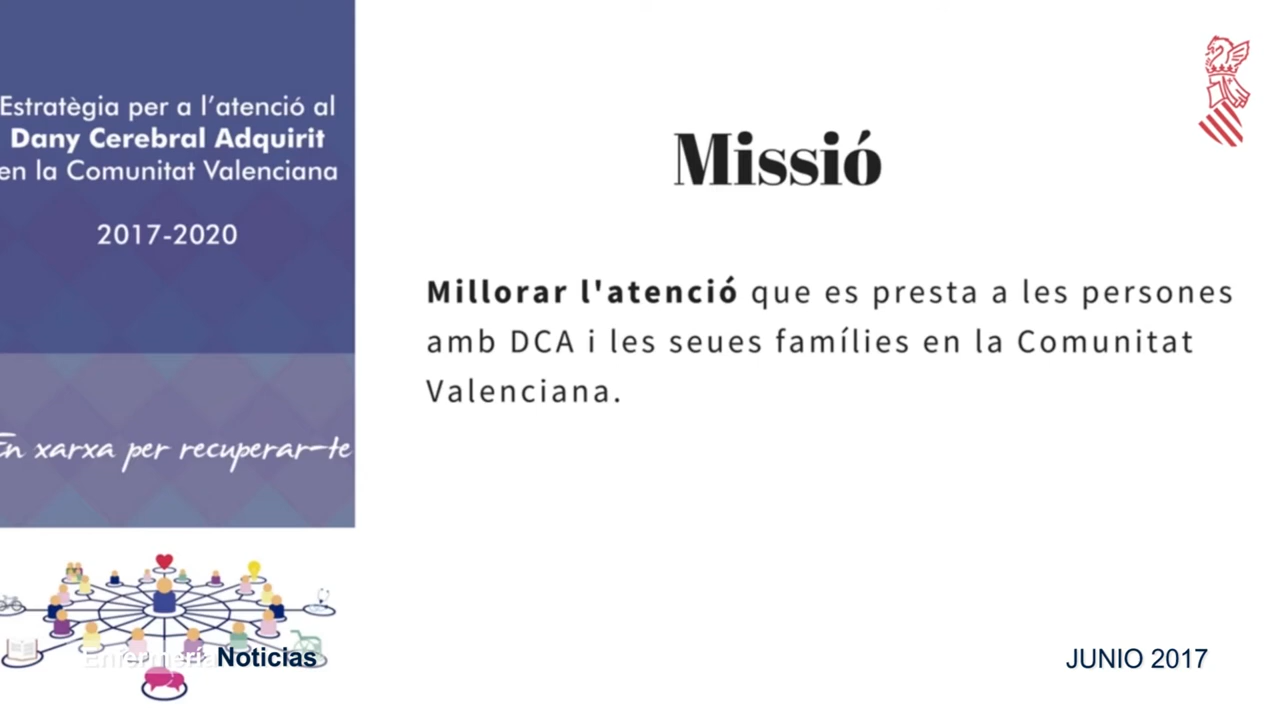 Estratègia per a l'atenció al
Dany Cerebral Adquirit
en la Comunitat Valenciana
2017-2020
En xarxa per recuperar-te
Missió
Millorar l'atenció que es presta a les persones
amb DCA i les seues famílies en la Comunitat
Valenciana.
EnfermeríaNoticias
JUNIO 2017